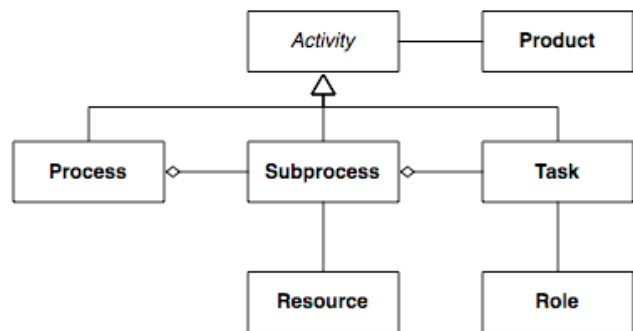 Activity
Product
Process
Subprocess
Task
Resource
Role